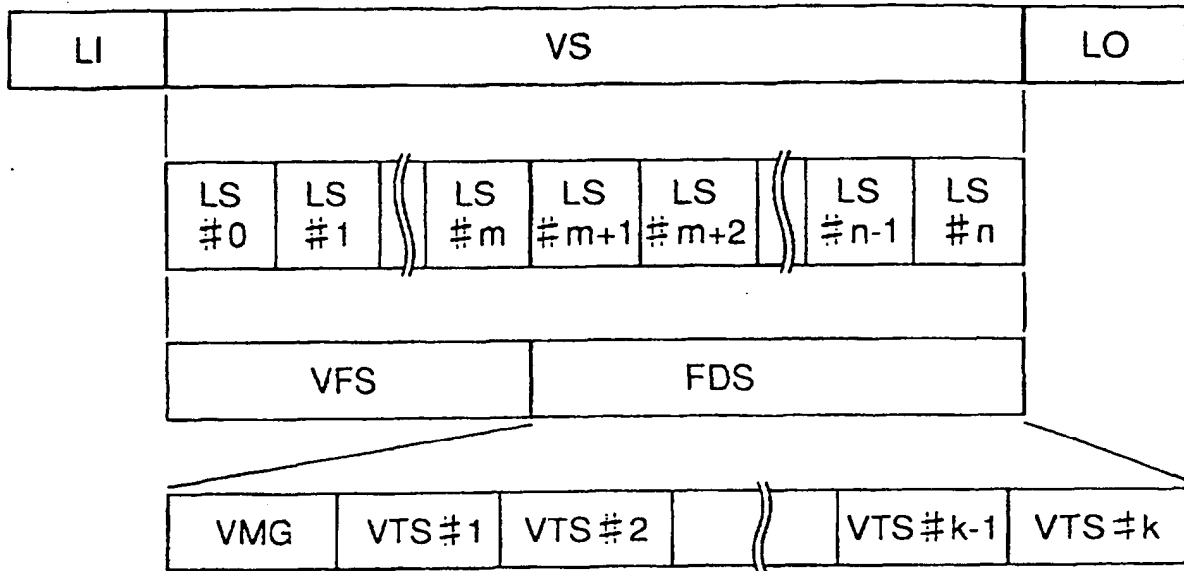 LI VS LO
LS LS LS LS LS LS LS
#0 #1 #m #m+1 #m+2 #n-1 #n
VFS FDS
VMG VTS#1 VTS#2 VTS#k-1 VTS#k